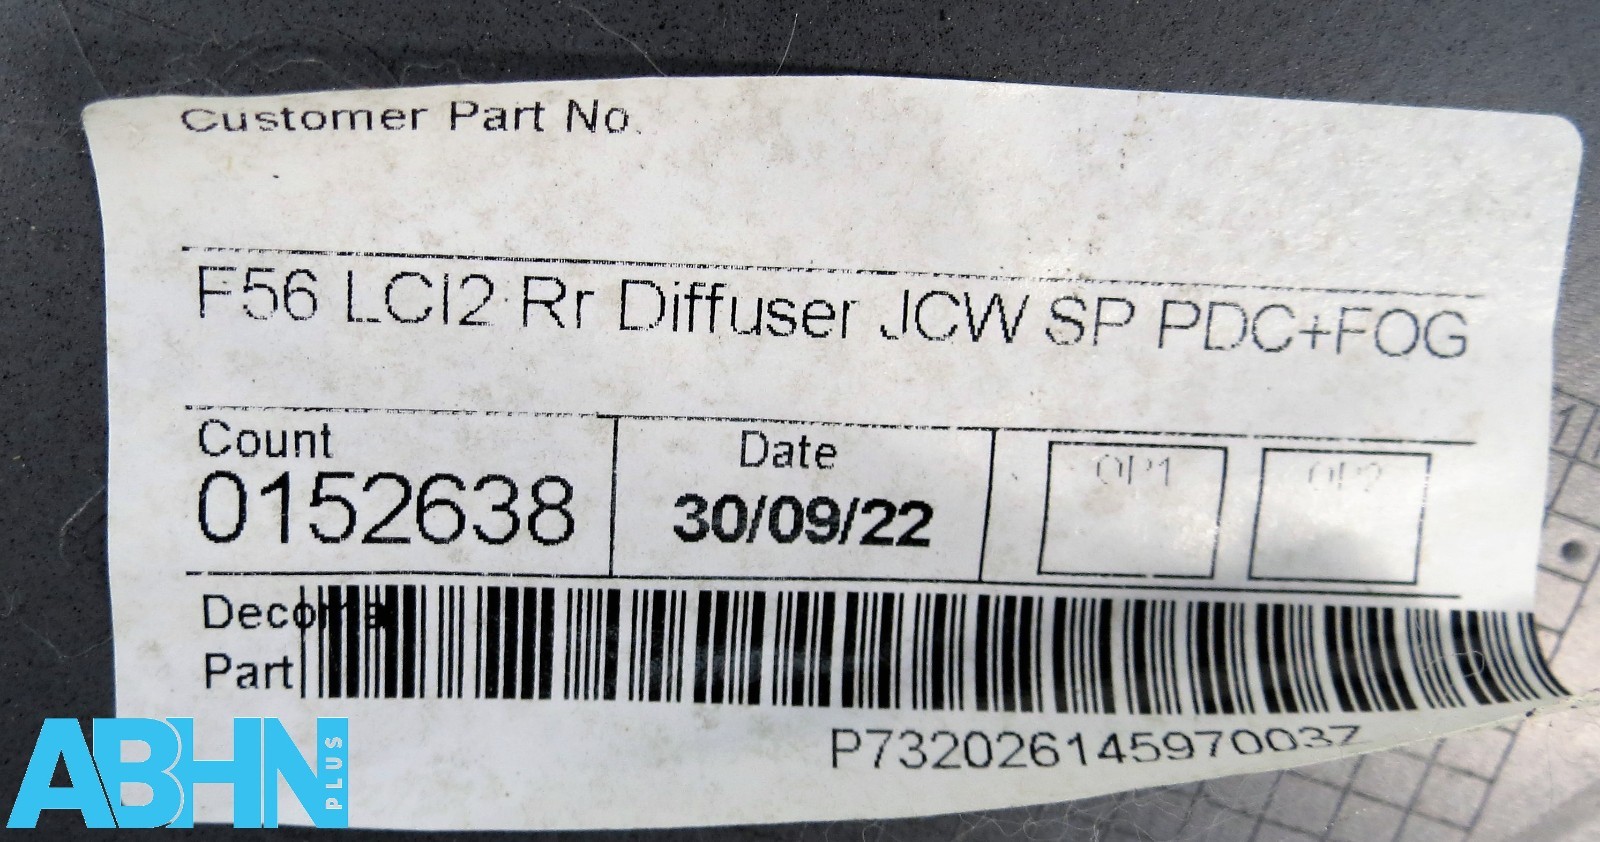 Customer Part No.
F56 LCI2 Rr Diffuser JCW SP PDC+FOG
Count
0152638
Date
30/09/22
OP1
OP2
Decoma
Part
P732026145970037
ABHN
PLUS